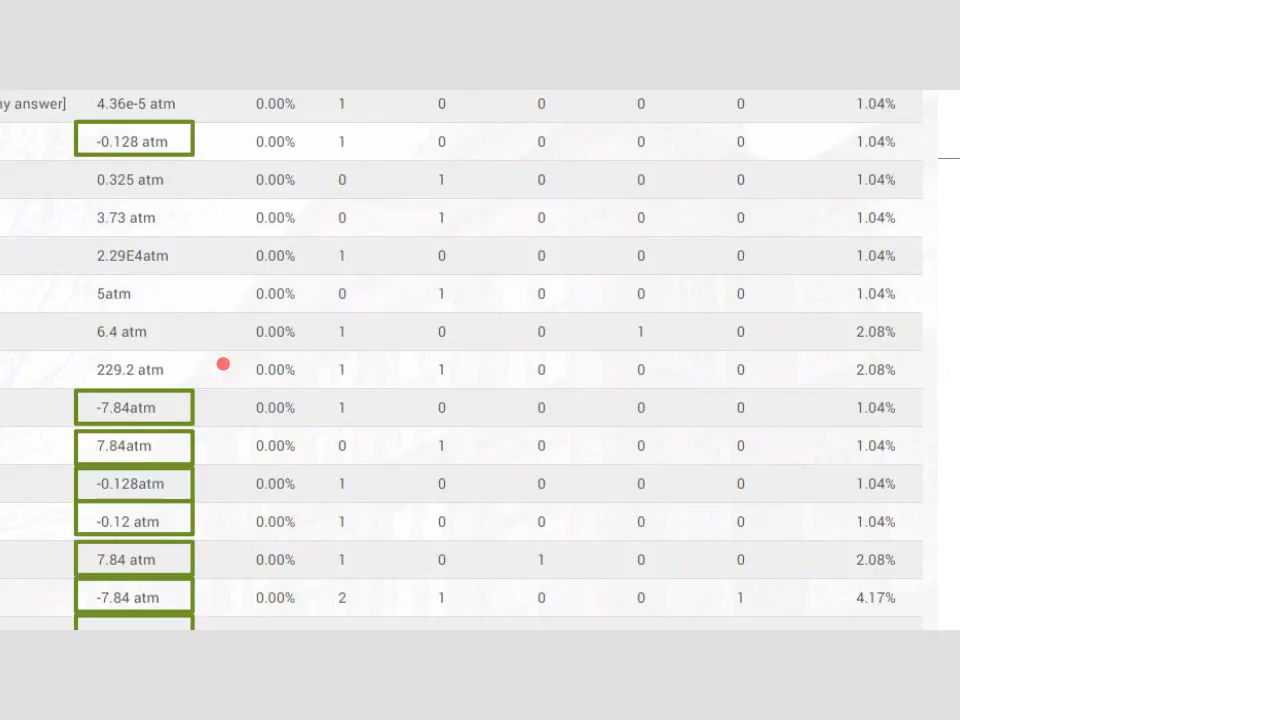 ny answer] 4.36e-5 atm 0.00% 1 0 0 0 0 1.04%
-0.128 atm 0.00% 1 0 0 0 0 1.04%
0.325 atm 0.00% 0 1 0 0 0 1.04%
3.73 atm 0.00% 0 1 0 0 0 1.04%
2.29E4atm 0.00% 1 0 0 0 0 1.04%
5atm 0.00% 0 1 0 0 0 1.04%
6.4 atm 0.00% 1 0 0 1 0 2.08%
229.2 atm 0.00% 1 1 0 0 0 2.08%
-7.84atm 0.00% 1 0 0 0 0 1.04%
7.84atm 0.00% 0 1 0 0 0 1.04%
-0.128atm 0.00% 1 0 0 0 0 1.04%
-0.12 atm 0.00% 1 0 0 0 0 1.04%
7.84 atm 0.00% 1 0 1 0 0 2.08%
-7.84 atm 0.00% 2 1 0 0 1 4.17%